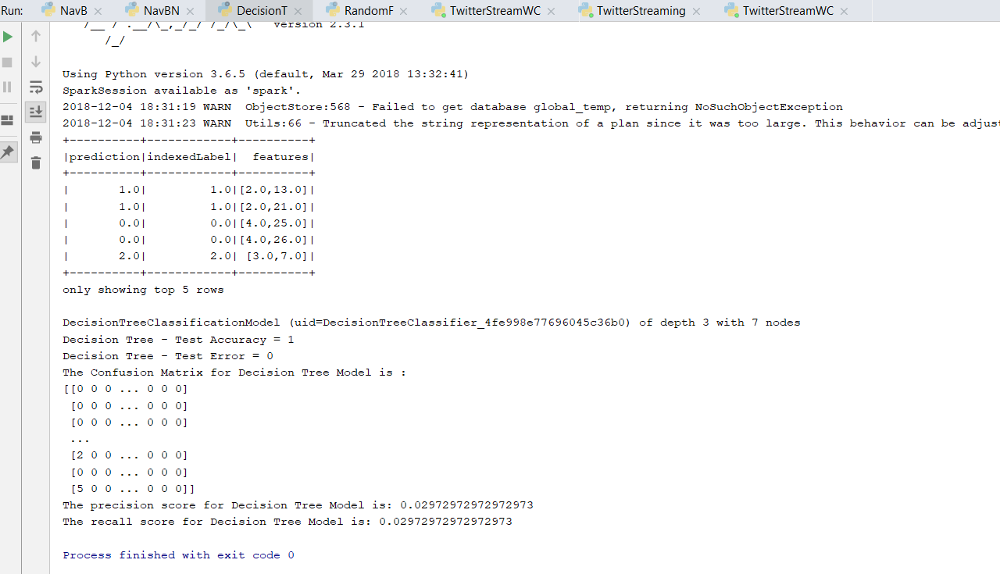 Run: NavB NavBN DecisionT RandomF TwitterStreamWC TwitterStreaming TwitterStreamWC
/__ / .__/\_,_/_/ /_/\_\   version 2.3.1
      /_/
Using Python version 3.6.5 (default, Mar 29 2018 13:32:41)
SparkSession available as 'spark'.
2018-12-04 18:31:19 WARN  ObjectStore:568 - Failed to get database global_temp, returning NoSuchObjectException
2018-12-04 18:31:23 WARN  Utils:66 - Truncated the string representation of a plan since it was too large. This behavior can be adjust
+----------+------------+----------+
|prediction|indexedLabel|  features|
+----------+------------+----------+
|       1.0|         1.0|[2.0,13.0]|
|       1.0|         1.0|[2.0,21.0]|
|       0.0|         0.0|[4.0,25.0]|
|       0.0|         0.0|[4.0,26.0]|
|       2.0|         2.0| [3.0,7.0]|
+----------+------------+----------+
only showing top 5 rows
DecisionTreeClassificationModel (uid=DecisionTreeClassifier_4fe998e77696045c36b0) of depth 3 with 7 nodes
Decision Tree - Test Accuracy = 1
Decision Tree - Test Error = 0
The Confusion Matrix for Decision Tree Model is :
[[0 0 0 ... 0 0 0]
 [0 0 0 ... 0 0 0]
 [0 0 0 ... 0 0 0]
 ...
 [2 0 0 ... 0 0 0]
 [0 0 0 ... 0 0 0]
 [5 0 0 ... 0 0 0]]
The precision score for Decision Tree Model is: 0.02972972972972973
The recall score for Decision Tree Model is: 0.02972972972972973
Process finished with exit code 0